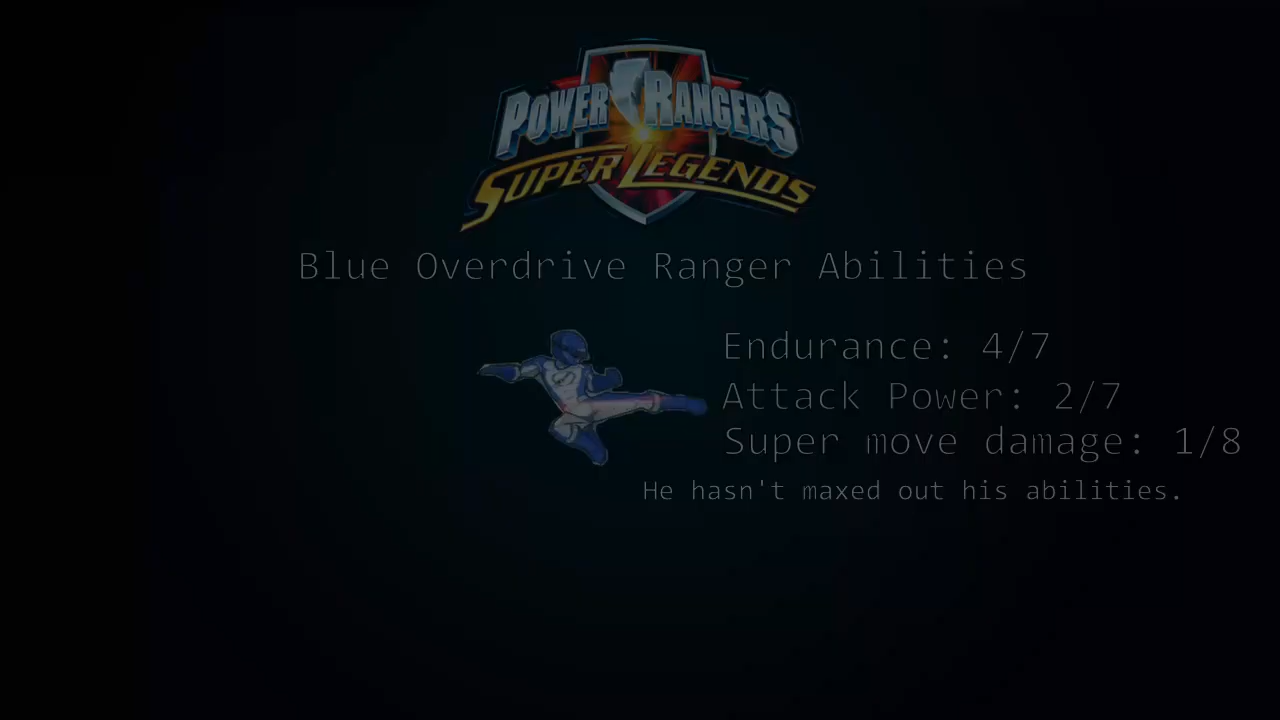 POWER RANGERS
SUPER LEGENDS
Blue Overdrive Ranger Abilities
Endurance: 4/7
Attack Power: 2/7
Super move damage: 1/8
He hasn't maxed out his abilities.